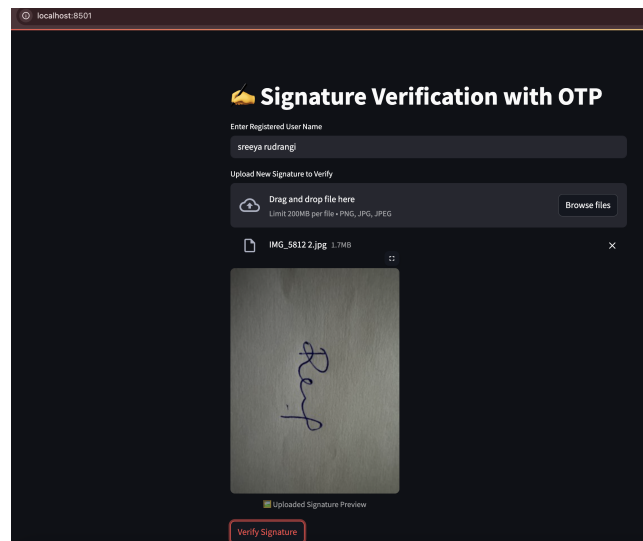 localhost:8501
✍️ Signature Verification with OTP
Enter Registered User Name
sreeya rudrangi
Upload New Signature to Verify
Drag and drop file here
Limit 200MB per file • PNG, JPG, JPEG
Browse files
IMG_5812 2.jpg 1.7MB
Uploaded Signature Preview
Verify Signature